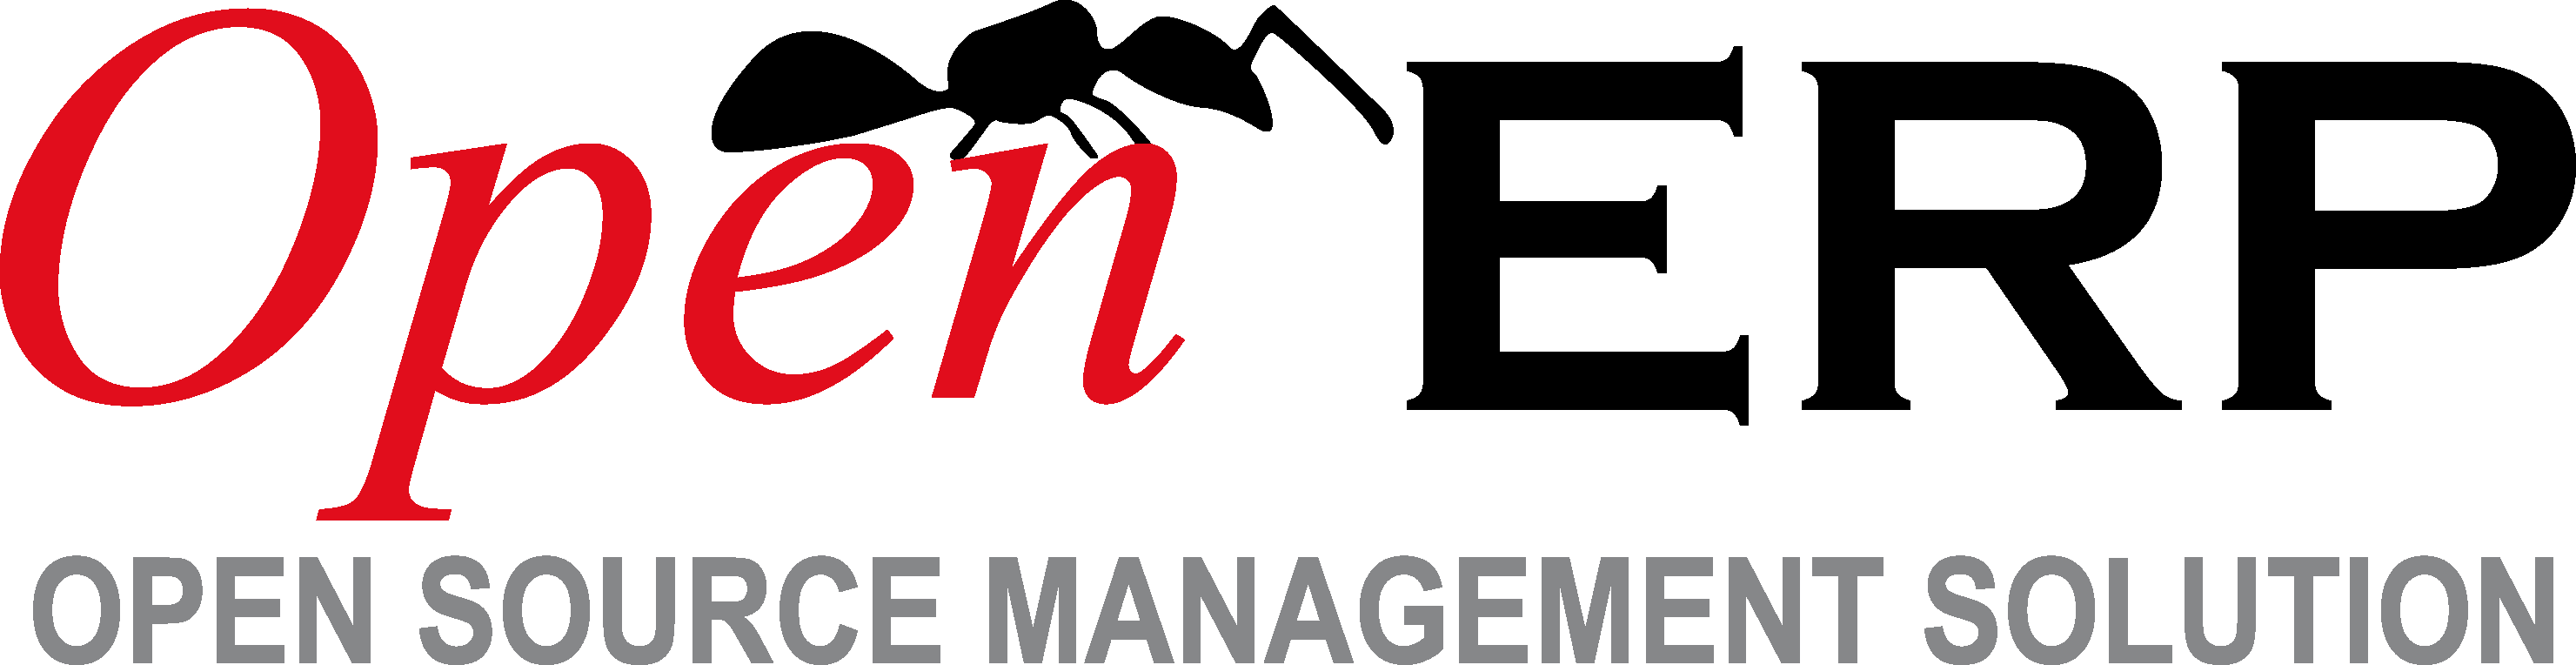 Open ERP
OPEN SOURCE MANAGEMENT SOLUTION